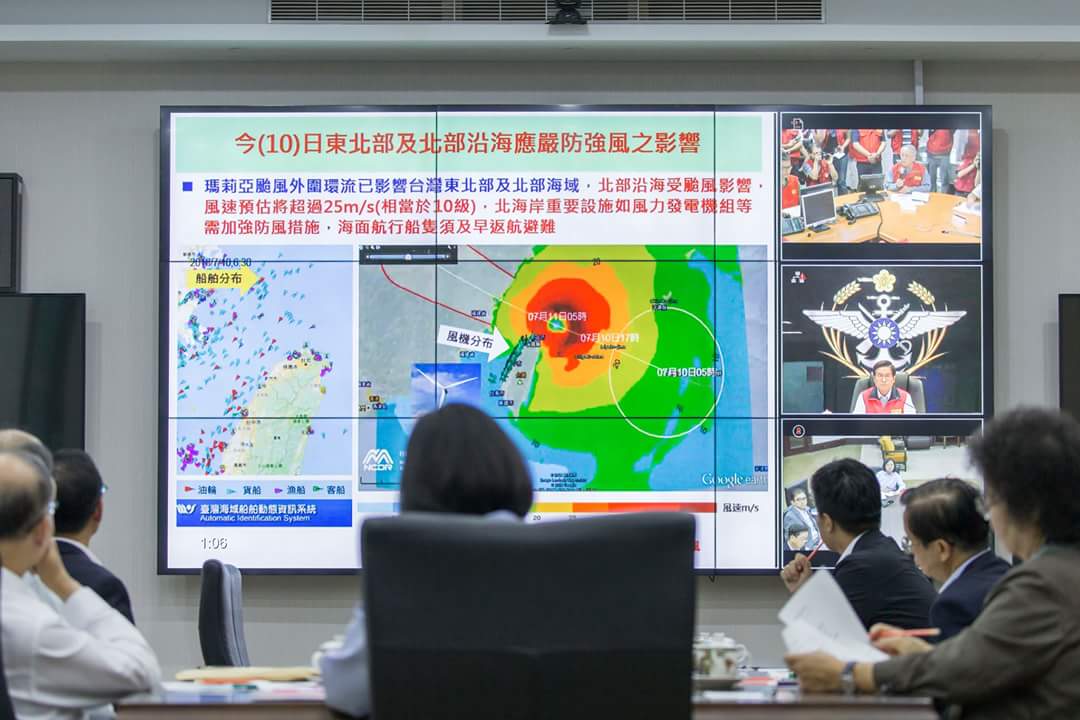 今(10)日東北部及北部沿海應嚴防強風之影響
瑪莉亞颱風外圍環流已影響台灣東北部及北部海域，北部沿海受颱風影響，
風速預估將超過25m/s(相當於10級)，北海岸重要設施如風力發電機組等
需加強防風措施，海面航行船隻須及早返航避難
2018/7/10,6,30
船舶分布
油輪
貨船
漁船
客船
臺灣海域船舶動態資訊系統
Automatic Identification System
1:06
07月11日05時
07月10日17時
07月10日05時
風機分布
NCDR
Google earth
20
風速m/s